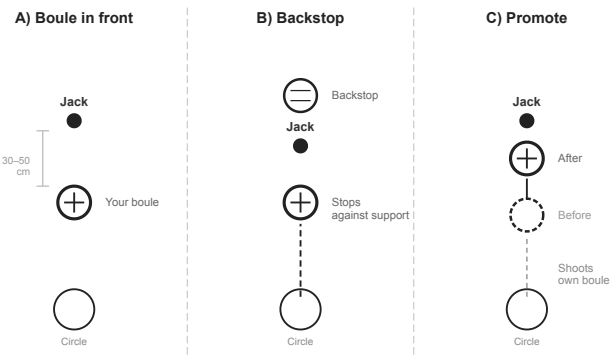 A) Boule in front
Jack
30–50
cm
Your boule
Circle
B) Backstop
Backstop
Jack
Stops
against support
Circle
C) Promote
Jack
After
Before
Shoots
own boule
Circle